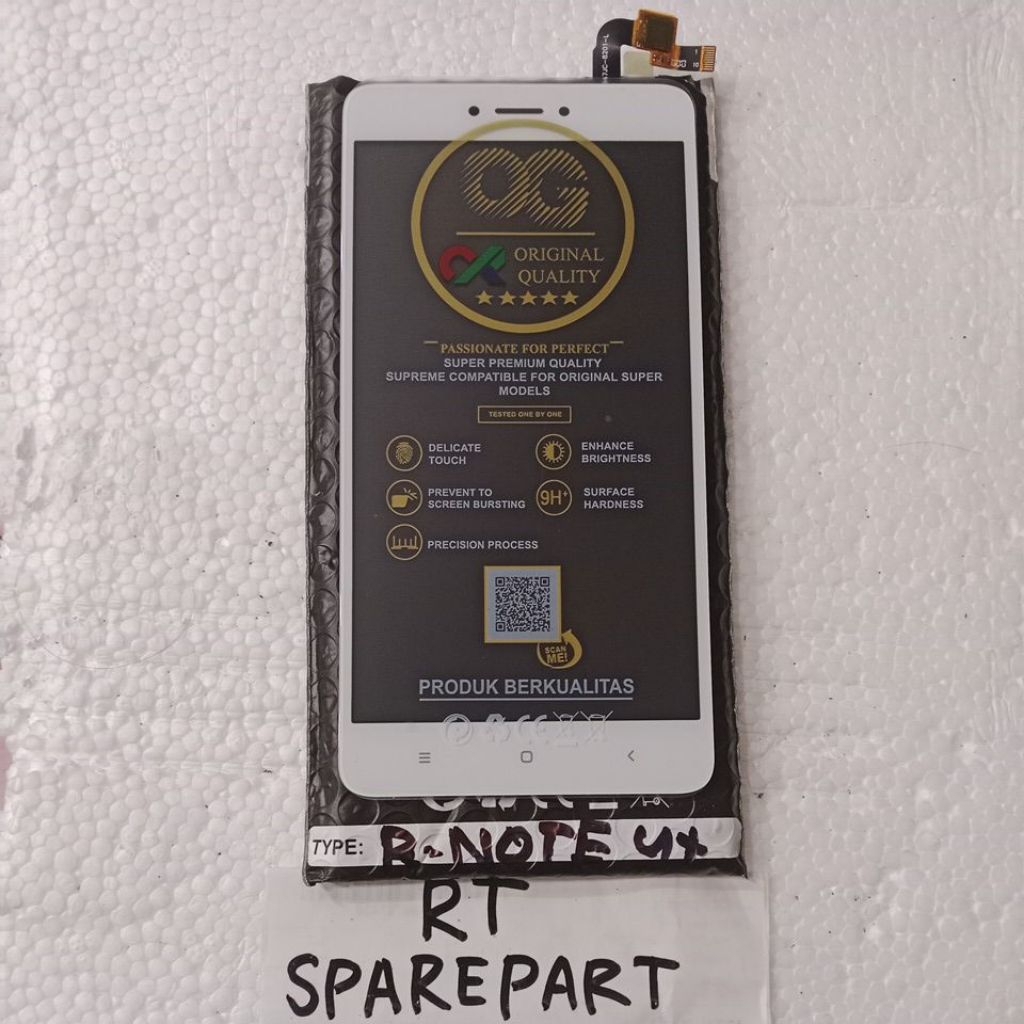 OG
ORIGINAL
QUALITY
PASSIONATE FOR PERFECT
SUPER PREMIUM QUALITY
SUPREME COMPATIBLE FOR ORIGINAL SUPER
MODELS
TESTED ONE BY ONE
DELICATE
TOUCH
ENHANCE
BRIGHTNESS
PREVENT TO
SCREEN BURSTING
9H+
SURFACE
HARDNESS
PRECISION PROCESS
SCAN
ME!
PRODUK BERKUALITAS
CE
TYPE: R-NOTE 4X
RT
SPAREPART